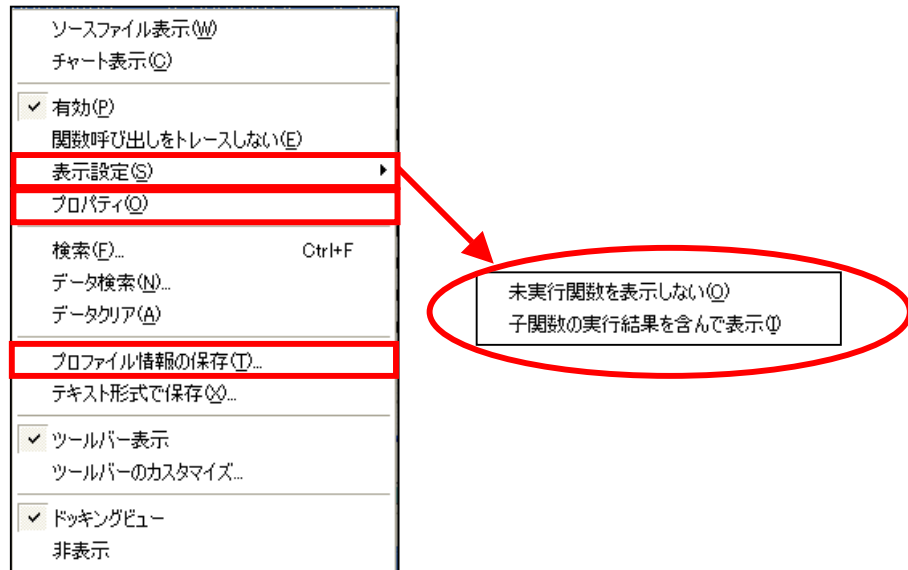 ソースファイル表示(W)
チャート表示(C)
有効(P)
関数呼び出しをトレースしない(E)
表示設定(S)
プロパティ(O)
検索(F)... Ctrl+F
データ検索(N)...
データクリア(A)
プロファイル情報の保存(T)...
テキスト形式で保存(X)...
ツールバー表示
ツールバーのカスタマイズ...
ドッキングビュー
非表示
未実行関数を表示しない(O)
子関数の実行結果を含んで表示(I)